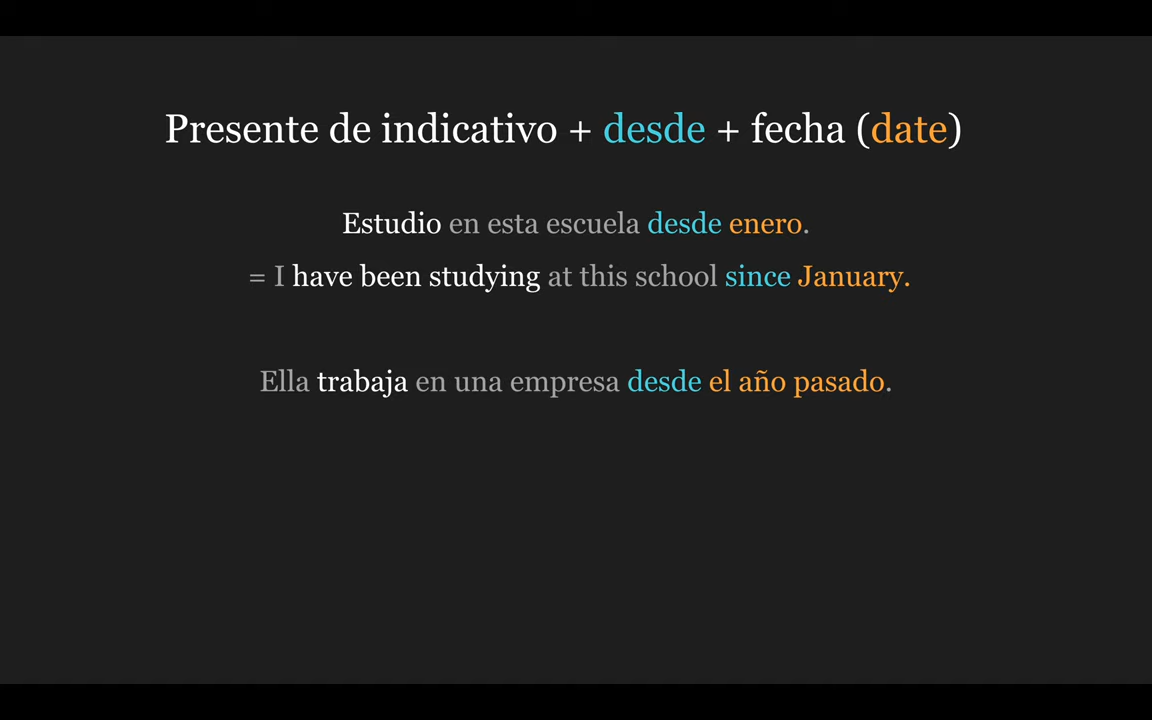 Presente de indicativo + desde + fecha (date)
Estudio en esta escuela desde enero.
= I have been studying at this school since January.
Ella trabaja en una empresa desde el año pasado.